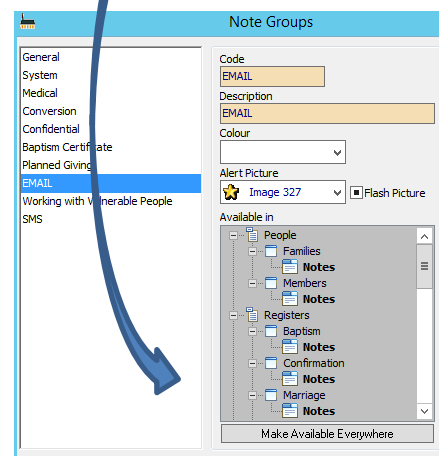 Note Groups
General
System
Medical
Conversion
Confidential
Baptism Certificate
Planned Giving
EMAIL
Working with Vulnerable People
SMS
Code
EMAIL
Description
EMAIL
Colour
Alert Picture
Image 327
Flash Picture
Available in
People
Families
Notes
Members
Notes
Registers
Baptism
Notes
Confirmation
Notes
Marriage
Notes
Make Available Everywhere